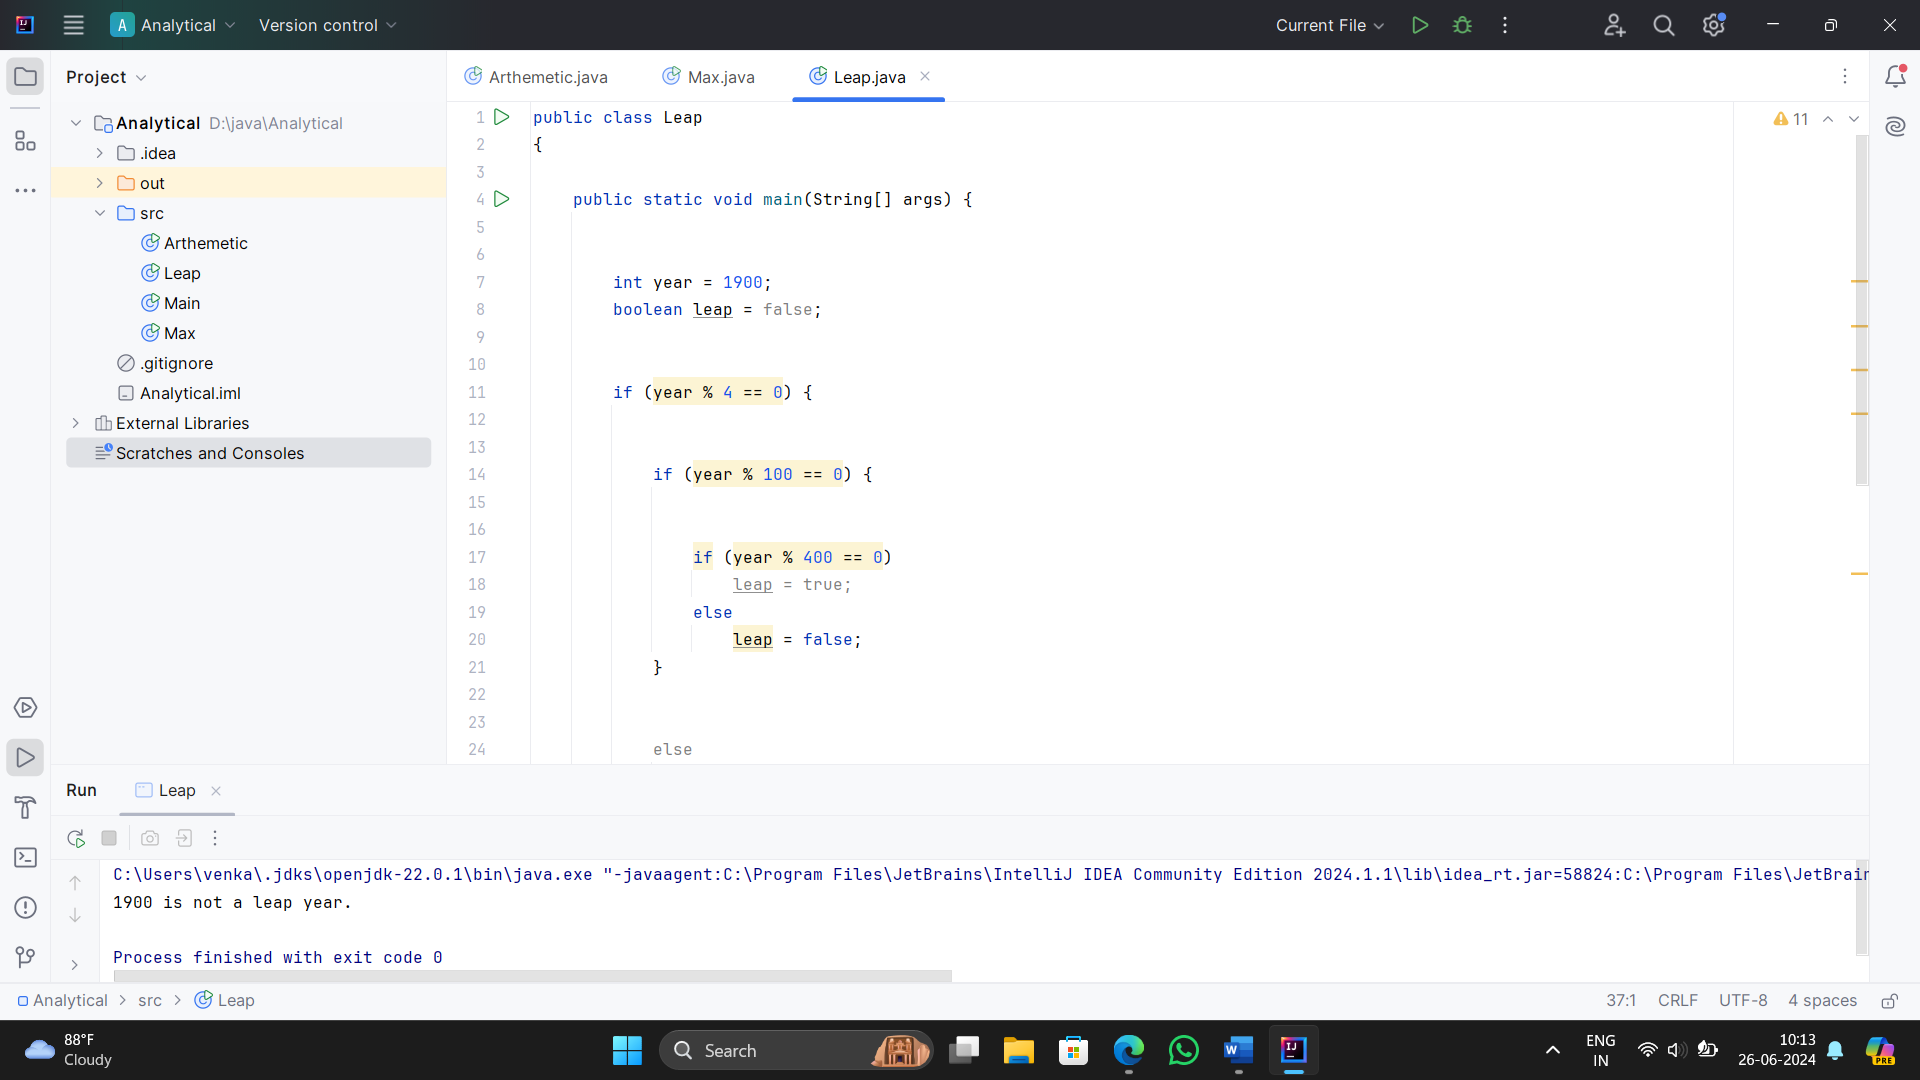 A Analytical Version control Current File
Project
Arthemetic.java Max.java Leap.java
Analytical D:\java\Analytical
.idea
out
src
Arthemetic
Leap
Main
Max
.gitignore
Analytical.iml
External Libraries
Scratches and Consoles
11
1 public class Leap
2 {
3
4 public static void main(String[] args) {
5
6
7 int year = 1900;
8 boolean leap = false;
9
10
11 if (year % 4 == 0) {
12
13
14 if (year % 100 == 0) {
15
16
17 if (year % 400 == 0)
18 leap = true;
19 else
20 leap = false;
21 }
22
23
24 else
Run Leap
C:\Users\venka\.jdks\openjdk-22.0.1\bin\java.exe "-javaagent:C:\Program Files\JetBrains\IntelliJ IDEA Community Edition 2024.1.1\lib\idea_rt.jar=58824:C:\Program Files\JetBrain
1900 is not a leap year.
Process finished with exit code 0
Analytical src Leap 37:1 CRLF UTF-8 4 spaces
88°F
Cloudy
Search
ENG
IN
10:13
26-06-2024
PRE